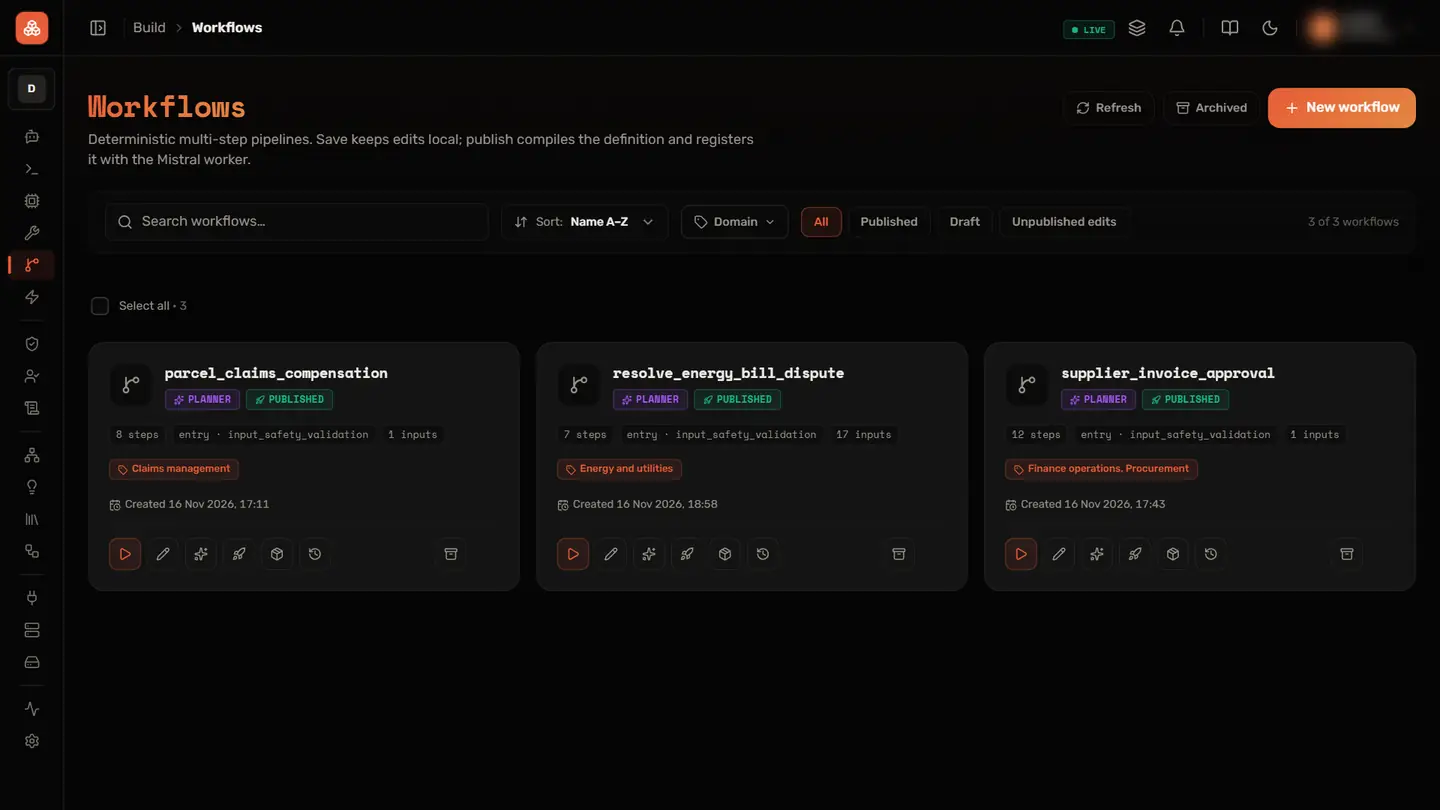 Build
Workflows
LIVE
D
Workflows
Deterministic multi-step pipelines. Save keeps edits local; publish compiles the definition and registers
it with the Mistral worker.
Refresh
Archived
+ New workflow
Search workflows…
Sort: Name A–Z
Domain
All
Published
Draft
Unpublished edits
3 of 3 workflows
Select all • 3
parcel_claims_compensation
PLANNER
PUBLISHED
8 steps
entry · input_safety_validation
1 inputs
Claims management
Created 16 Nov 2026, 17:11
resolve_energy_bill_dispute
PLANNER
PUBLISHED
7 steps
entry · input_safety_validation
17 inputs
Energy and utilities
Created 16 Nov 2026, 18:58
supplier_invoice_approval
PLANNER
PUBLISHED
12 steps
entry · input_safety_validation
1 inputs
Finance operations, Procurement
Created 16 Nov 2026, 17:43